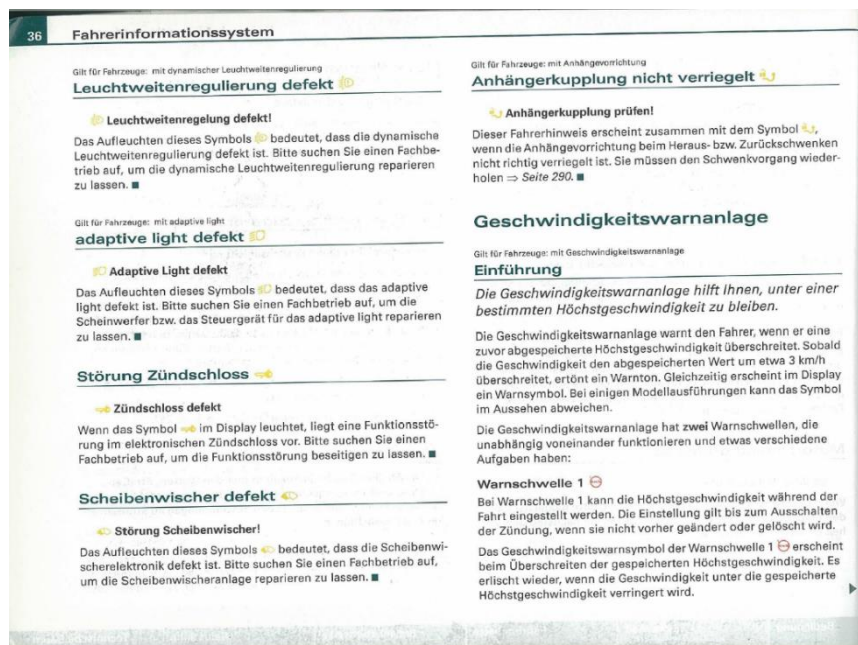 36
Fahrerinformationssystem
Gilt für Fahrzeuge: mit dynamischer Leuchtweitenregulierung
Leuchtweitenregulierung defekt
Leuchtweitenregelung defekt!
Das Aufleuchten dieses Symbols bedeutet, dass die dynamische
Leuchtweitenregulierung defekt ist. Bitte suchen Sie einen Fachbe-
trieb auf, um die dynamische Leuchtweitenregulierung reparieren
zu lassen. ■
Gilt für Fahrzeuge: mit adaptive light
adaptive light defekt
Adaptive Light defekt
Das Aufleuchten dieses Symbols bedeutet, dass das adaptive
light defekt ist. Bitte suchen Sie einen Fachbetrieb auf, um die
Scheinwerfer bzw. das Steuergerät für das adaptive light reparieren
zu lassen. ■
Störung Zündschloss
Zündschloss defekt
Wenn das Symbol im Display leuchtet, liegt eine Funktionsstö-
rung im elektronischen Zündschloss vor. Bitte suchen Sie einen
Fachbetrieb auf, um die Funktionsstörung beseitigen zu lassen. ■
Scheibenwischer defekt
Störung Scheibenwischer!
Das Aufleuchten dieses Symbols bedeutet, dass die Scheibenwi-
scherelektronik defekt ist. Bitte suchen Sie einen Fachbetrieb auf,
um die Scheibenwischeranlage reparieren zu lassen. ■
Gilt für Fahrzeuge: mit Anhängevorrichtung
Anhängerkupplung nicht verriegelt
Anhängerkupplung prüfen!
Dieser Fahrerhinweis erscheint zusammen mit dem Symbol ,
wenn die Anhängevorrichtung beim Heraus- bzw. Zurückschwenken
nicht richtig verriegelt ist. Sie müssen den Schwenkvorgang wieder-
holen ⇒ Seite 290. ■
Geschwindigkeitswarnanlage
Gilt für Fahrzeuge: mit Geschwindigkeitswarnanlage
Einführung
Die Geschwindigkeitswarnanlage hilft Ihnen, unter einer
bestimmten Höchstgeschwindigkeit zu bleiben.
Die Geschwindigkeitswarnanlage warnt den Fahrer, wenn er eine
zuvor abgespeicherte Höchstgeschwindigkeit überschreitet. Sobald
die Geschwindigkeit den abgespeicherten Wert um etwa 3 km/h
überschreitet, ertönt ein Warnton. Gleichzeitig erscheint im Display
ein Warnsymbol. Bei einigen Modellausführungen kann das Symbol
im Aussehen abweichen.
Die Geschwindigkeitswarnanlage hat zwei Warnschwellen, die
unabhängig voneinander funktionieren und etwas verschiedene
Aufgaben haben:
Warnschwelle 1
Bei Warnschwelle 1 kann die Höchstgeschwindigkeit während der
Fahrt eingestellt werden. Die Einstellung gilt bis zum Ausschalten
der Zündung, wenn sie nicht vorher geändert oder gelöscht wird.
Das Geschwindigkeitswarnsymbol der Warnschwelle 1 erscheint
beim Überschreiten der gespeicherten Höchstgeschwindigkeit. Es
erlischt wieder, wenn die Geschwindigkeit unter die gespeicherte
Höchstgeschwindigkeit verringert wird.